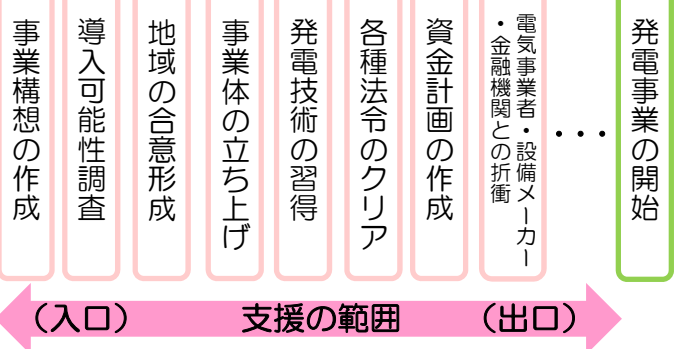 事業構想の作成
導入可能性調査
地域の合意形成
事業体の立ち上げ
発電技術の習得
各種法令のクリア
資金計画の作成
電気事業者・設備メーカー
・金融機関との折衝
・・・
発電事業の開始
（入口）
支援の範囲
（出口）